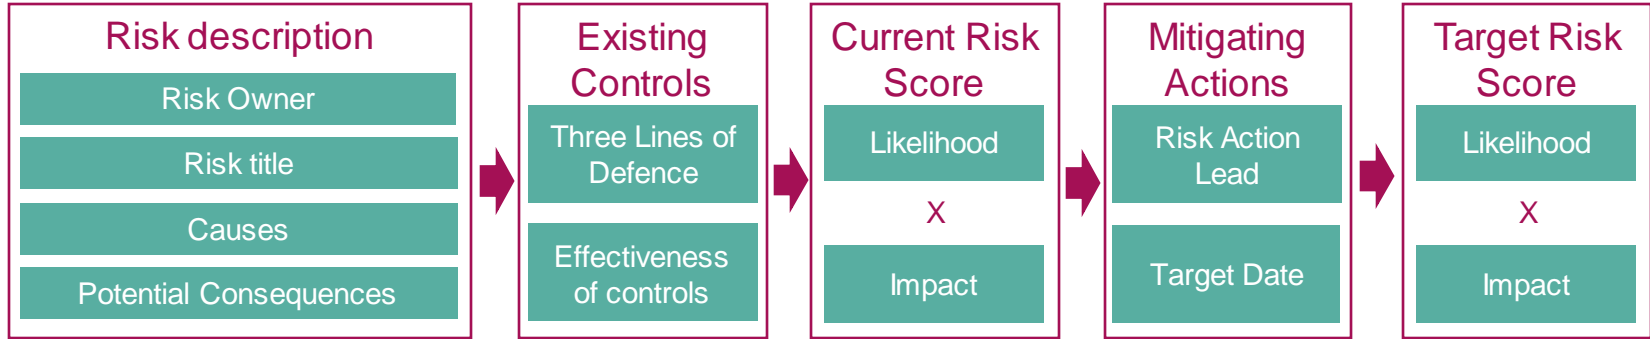 Risk description
Risk Owner
Risk title
Causes
Potential Consequences
Existing
Controls
Three Lines of
Defence
Effectiveness
of controls
Current Risk
Score
Likelihood
X
Impact
Mitigating
Actions
Risk Action
Lead
Target Date
Target Risk
Score
Likelihood
X
Impact